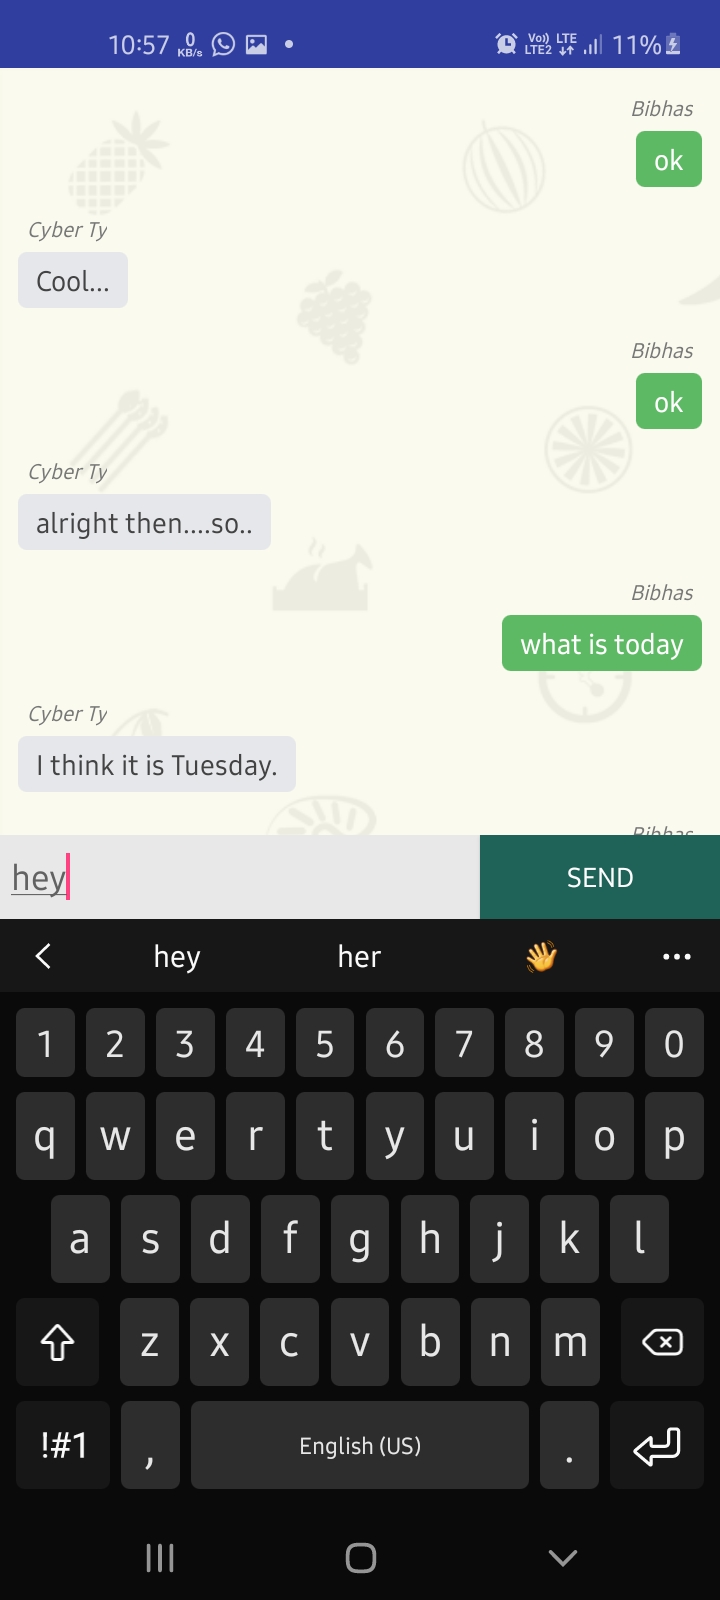 10:57 0 KB/s Vo)) LTE2 LTE 11%
Bibhas
ok
Cyber Ty
Cool...
Bibhas
ok
Cyber Ty
alright then....so..
Bibhas
what is today
Cyber Ty
I think it is Tuesday.
Bibhas
hey SEND
hey her
1 2 3 4 5 6 7 8 9 0
q w e r t y u i o p
a s d f g h j k l
z x c v b n m
!#1 , English (US) .